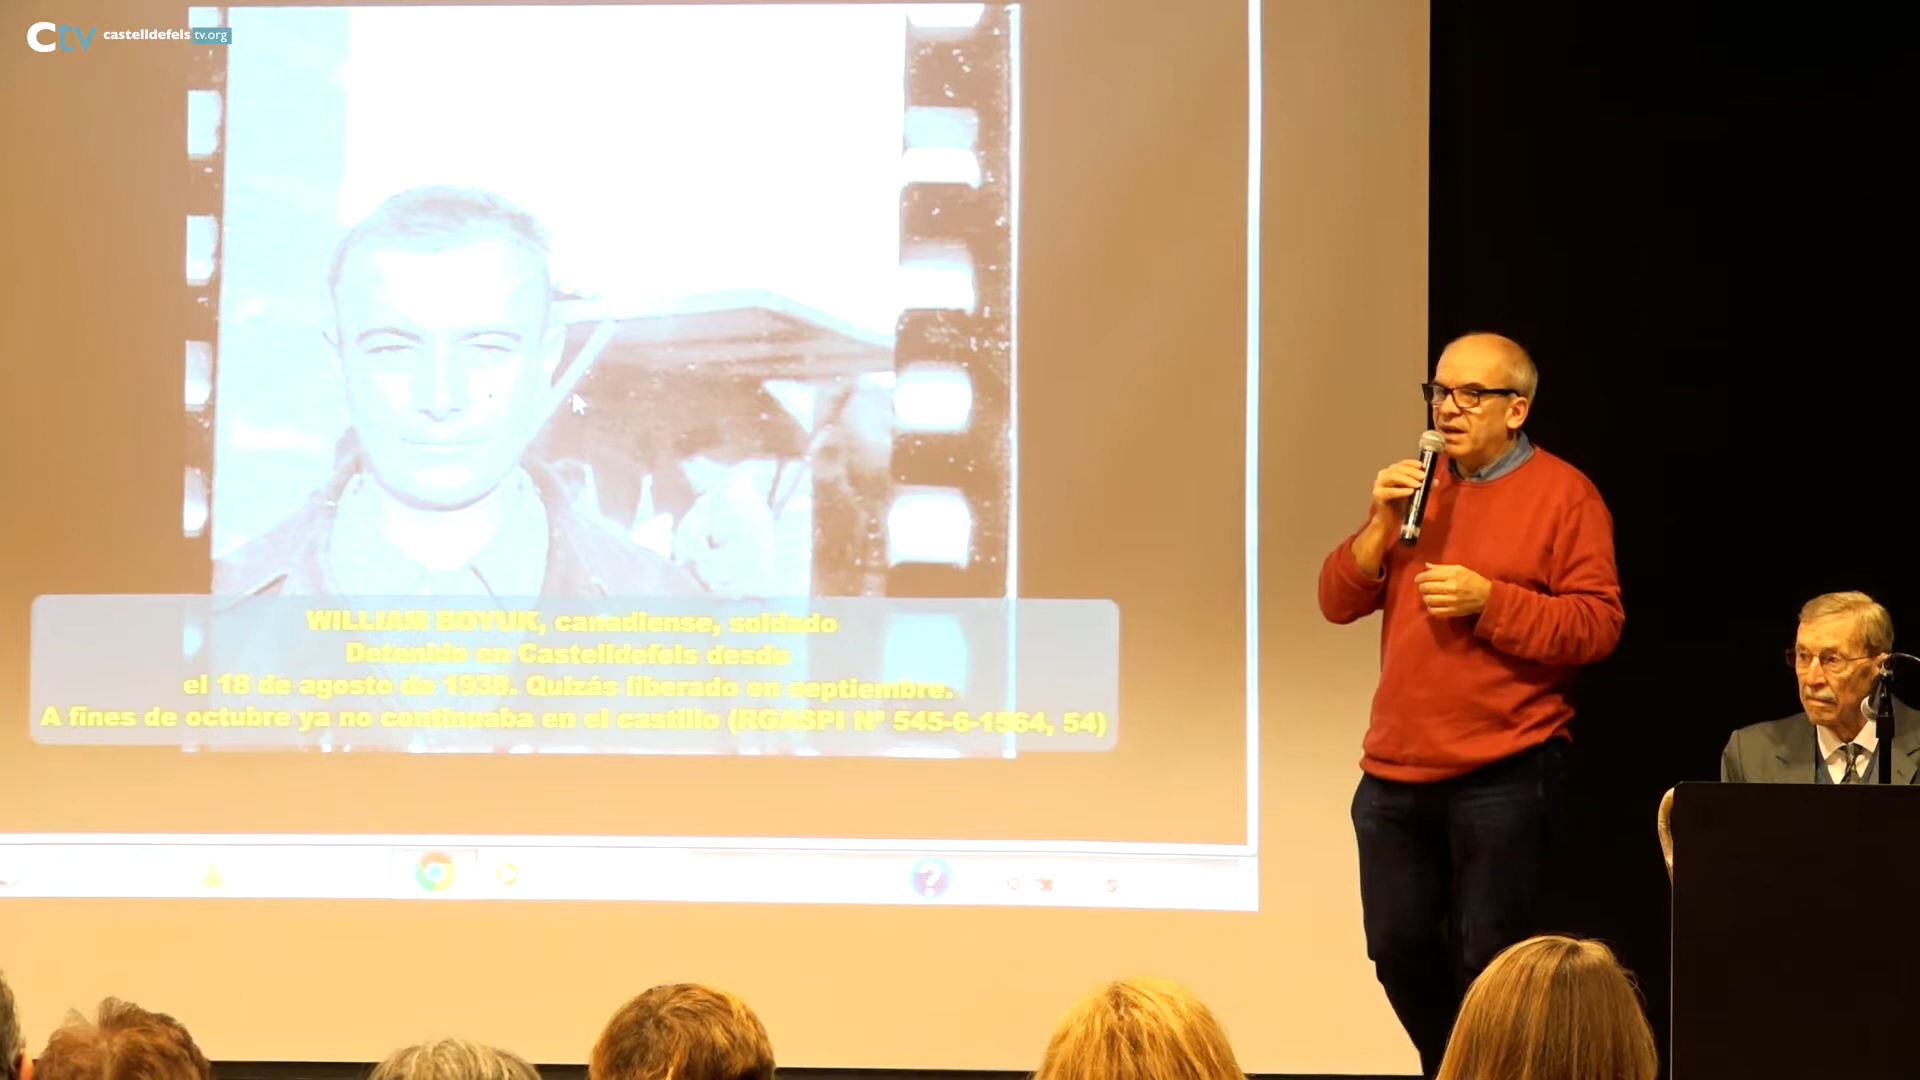 Ctv castelldefels tv.org
WILLIAM BOYUK, canadiense, soldado
Detenido en Castelldefels desde
el 18 de agosto de 1938. Quizás liberado en septiembre.
A fines de octubre ya no continuaba en el castillo (RGASPI Nº 545-6-1564, 54)
?
S